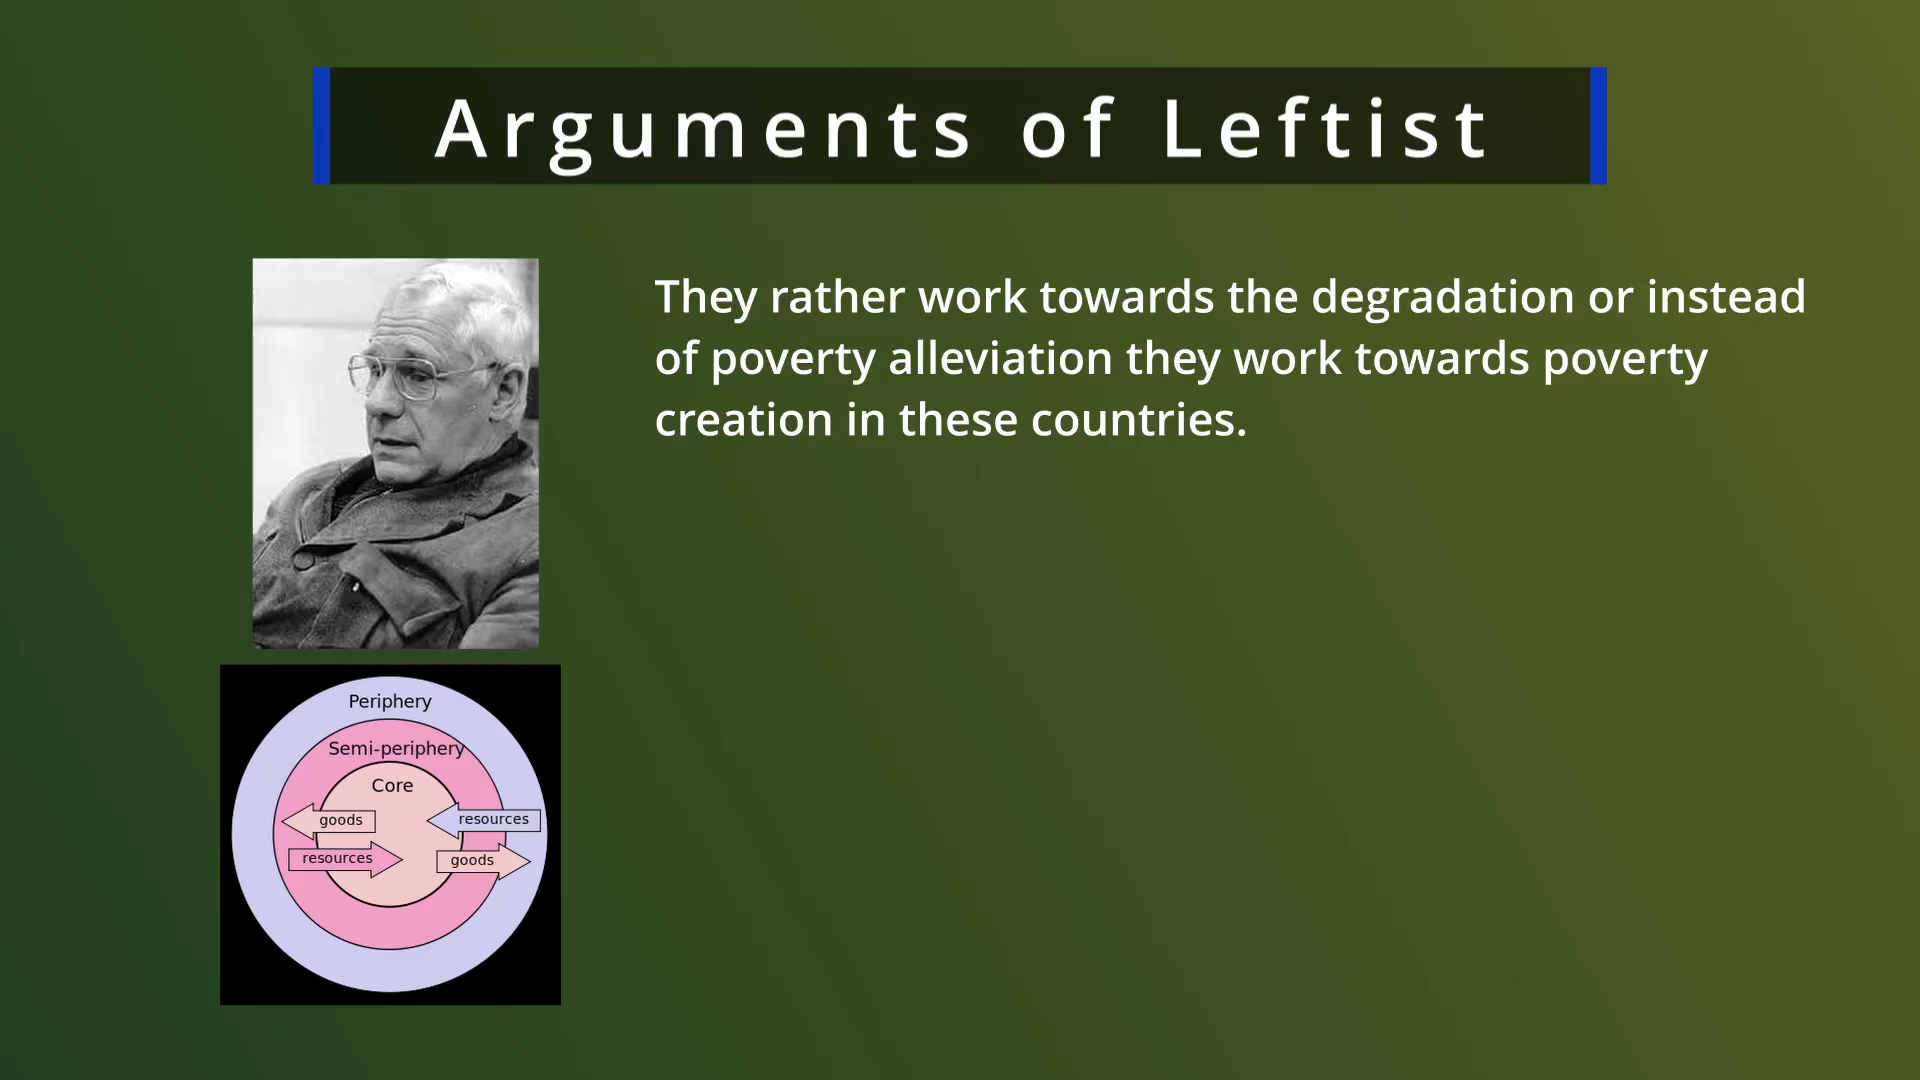 Arguments of Leftist
They rather work towards the degradation or instead
of poverty alleviation they work towards poverty
creation in these countries.
Periphery
Semi-periphery
Core
goods
resources
resources
goods